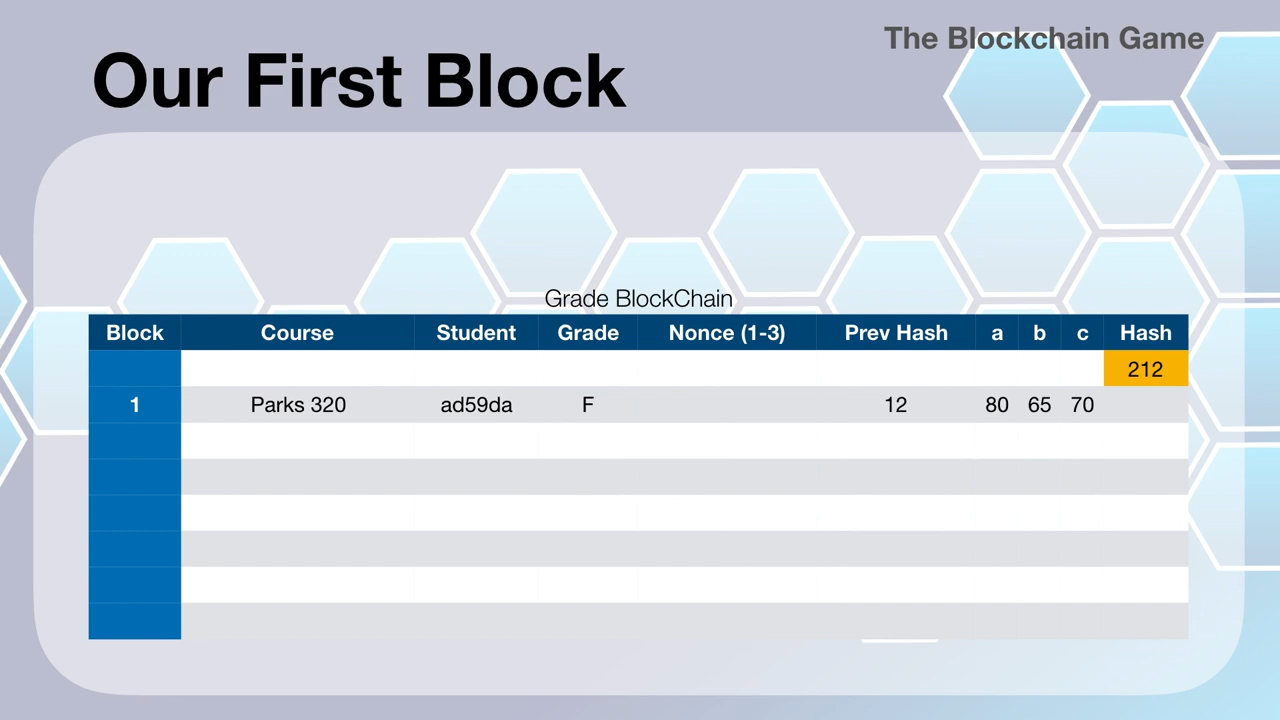 The Blockchain Game
Our First Block
Grade BlockChain
Block Course Student Grade Nonce (1-3) Prev Hash a b c Hash
212
1 Parks 320 ad59da F 12 80 65 70